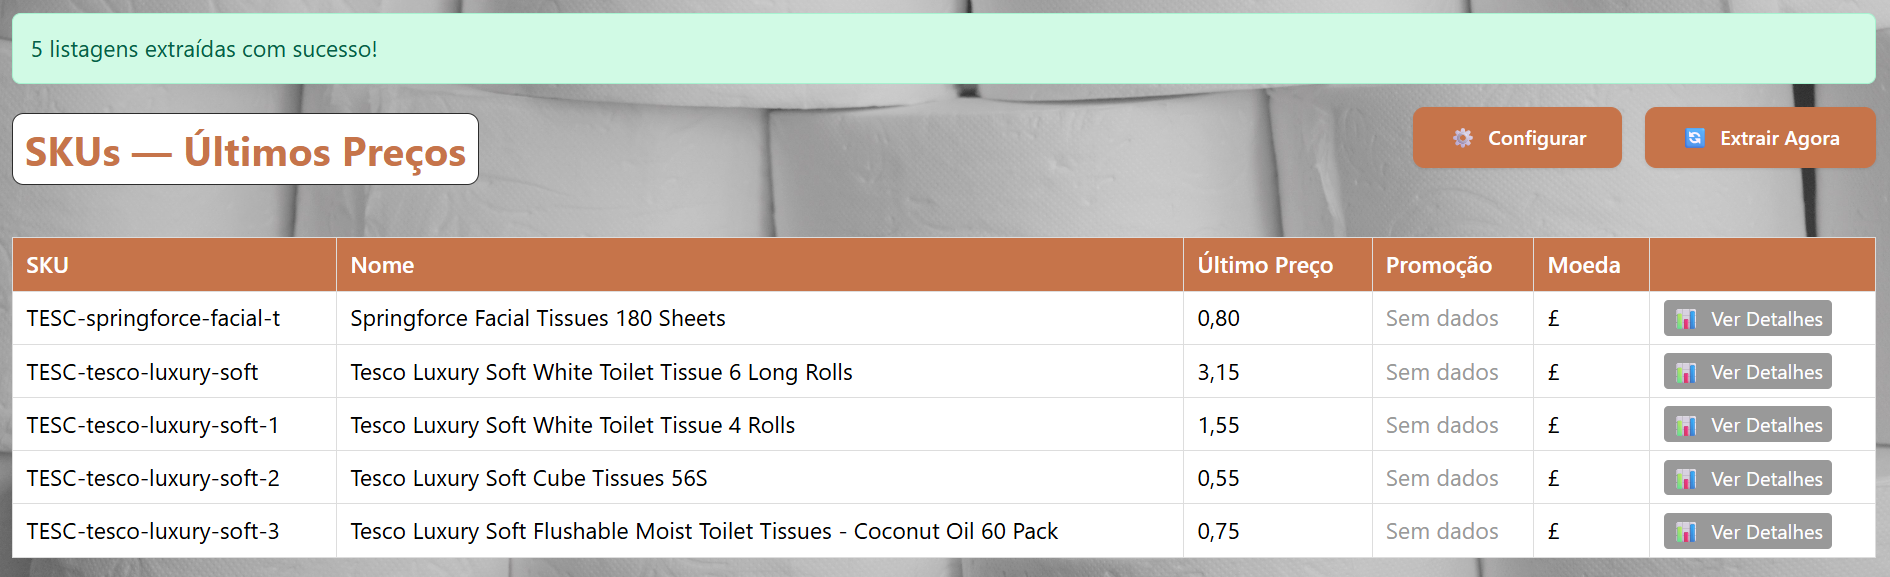 5 listagens extraídas com sucesso!
SKUs — Últimos Preços
Configurar
Extrair Agora
SKU Nome Último Preço Promoção Moeda
TESC-springforce-facial-t Springforce Facial Tissues 180 Sheets 0,80 Sem dados £ Ver Detalhes
TESC-tesco-luxury-soft Tesco Luxury Soft White Toilet Tissue 6 Long Rolls 3,15 Sem dados £ Ver Detalhes
TESC-tesco-luxury-soft-1 Tesco Luxury Soft White Toilet Tissue 4 Rolls 1,55 Sem dados £ Ver Detalhes
TESC-tesco-luxury-soft-2 Tesco Luxury Soft Cube Tissues 56S 0,55 Sem dados £ Ver Detalhes
TESC-tesco-luxury-soft-3 Tesco Luxury Soft Flushable Moist Toilet Tissues - Coconut Oil 60 Pack 0,75 Sem dados £ Ver Detalhes